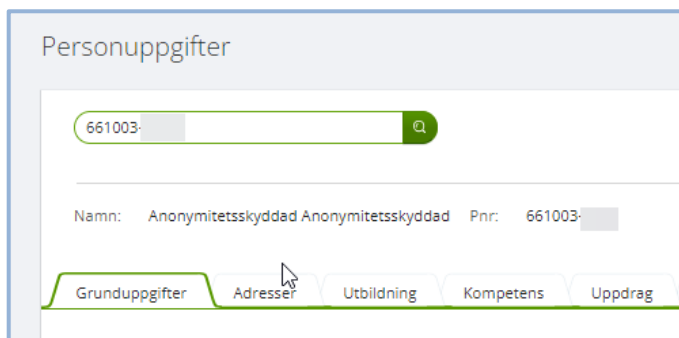 Personuppgifter
661003-
Namn: Anonymitetsskyddad Anonymitetsskyddad Pnr: 661003-
Grunduppgifter Adresser Utbildning Kompetens Uppdrag